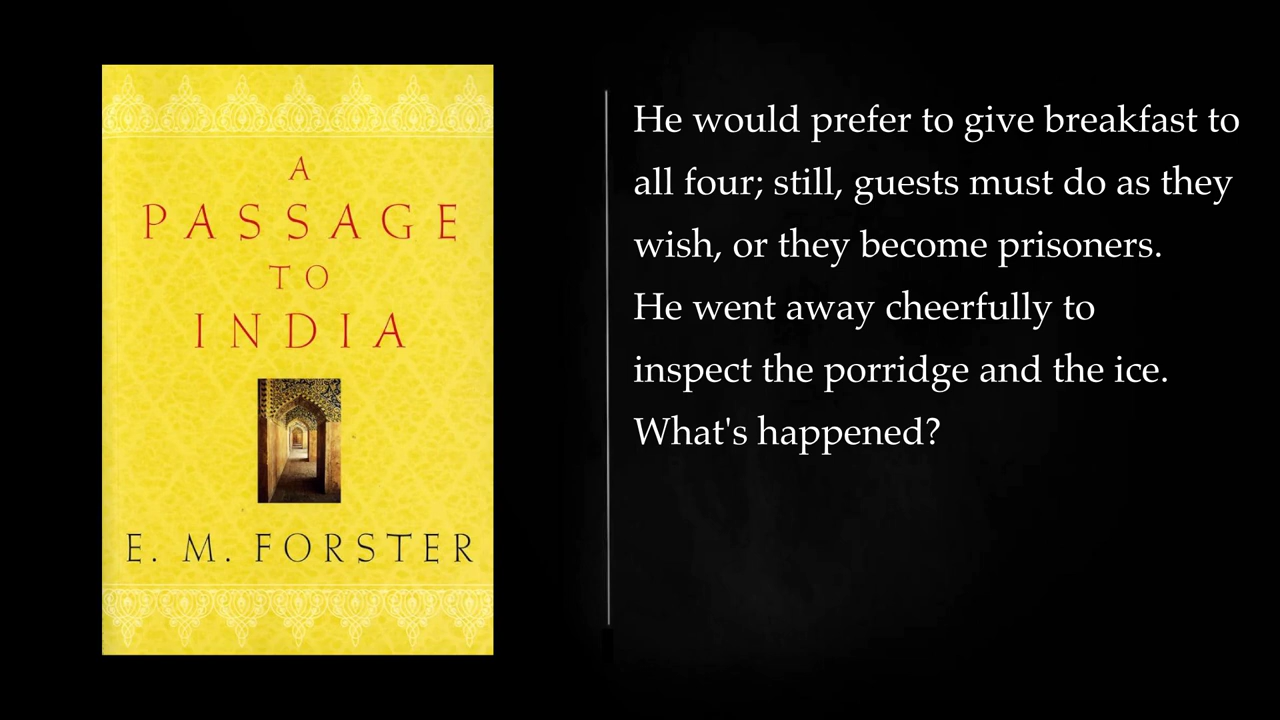 A
PASSAGE
TO
INDIA
E. M. FORSTER
He would prefer to give breakfast to
all four; still, guests must do as they
wish, or they become prisoners.
He went away cheerfully to
inspect the porridge and the ice.
What's happened?